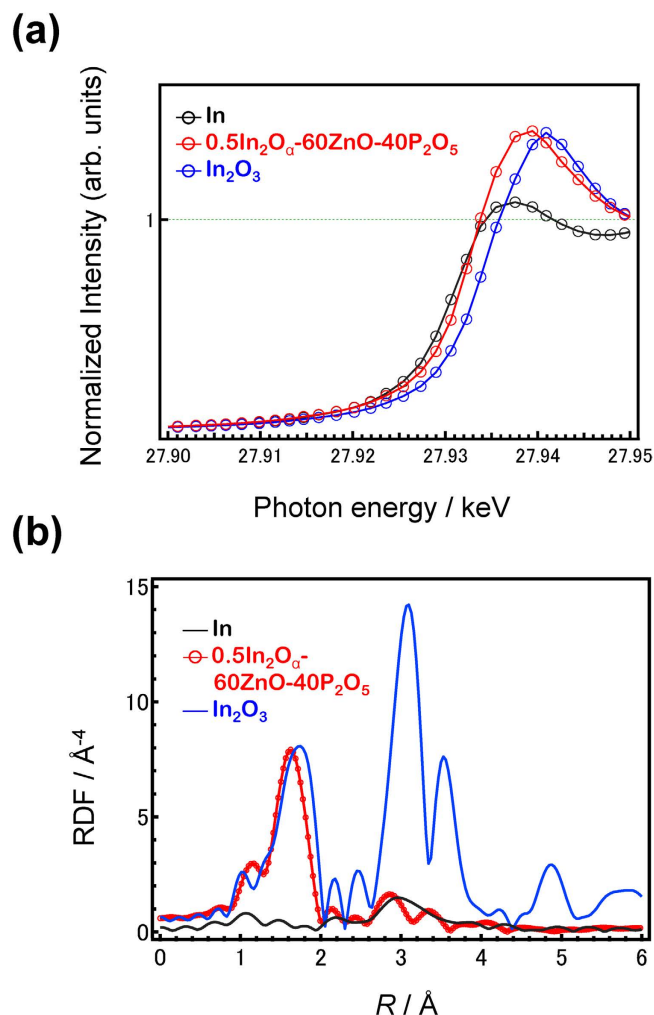 (a)
Normalized Intensity (arb. units)
In
0.5In₂Oα-60ZnO-40P₂O₅
In₂O₃
1
27.90 27.91 27.92 27.93 27.94 27.95
Photon energy / keV
(b)
RDF / Å⁻⁴
15
10
5
0
In
0.5In₂Oα-
60ZnO-40P₂O₅
In₂O₃
0 1 2 3 4 5 6
R / Å